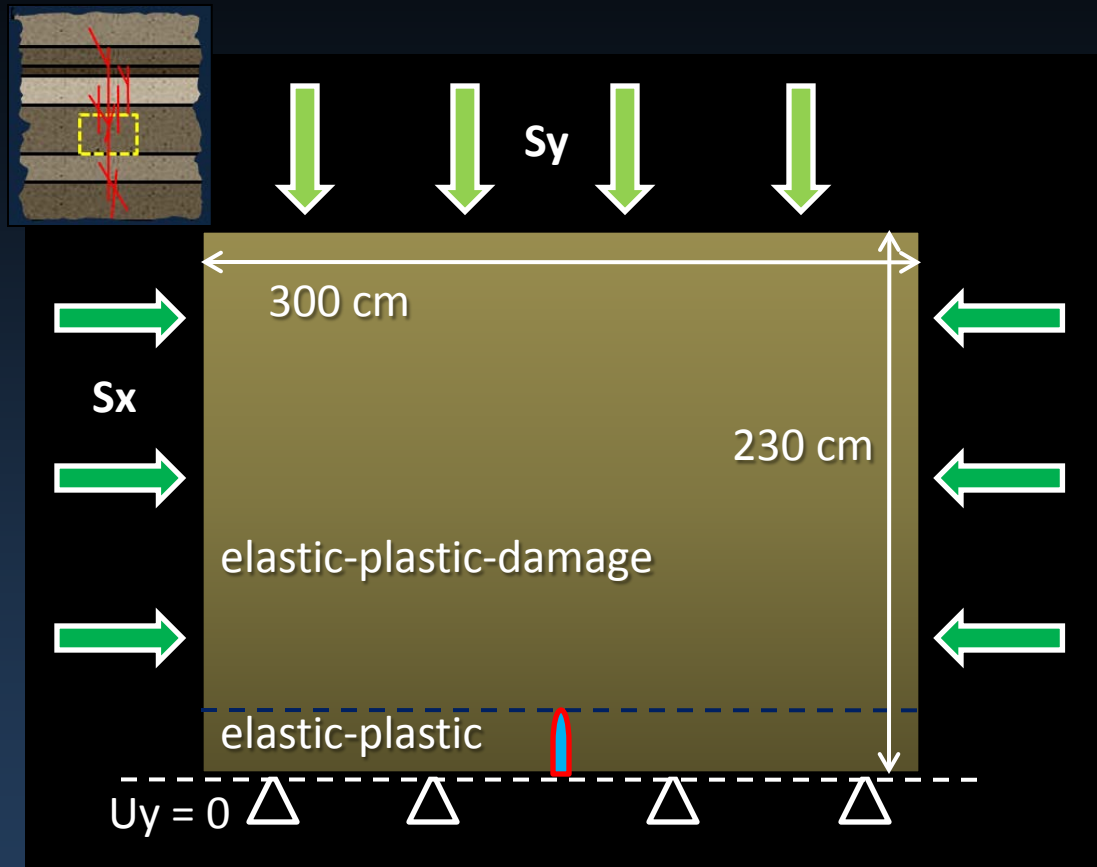 Sy
300 cm
Sx
230 cm
elastic-plastic-damage
elastic-plastic
Uy = 0